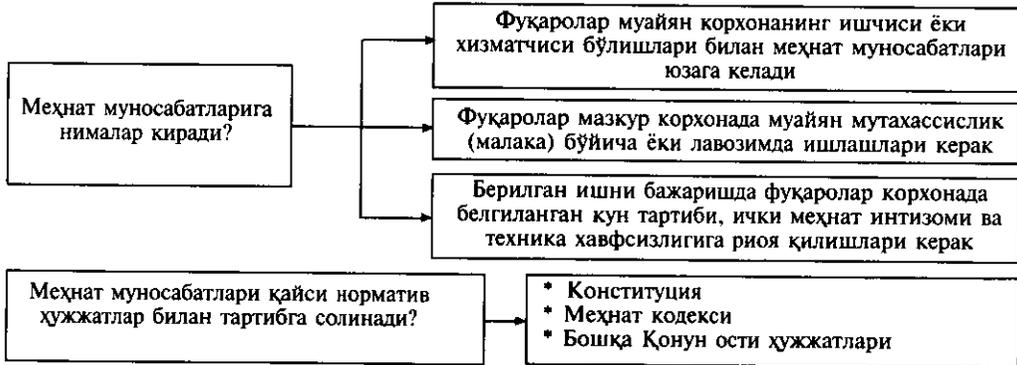 Меҳнат муносабатларига
нималар киради?
Фуқаролар муайян корхонанинг ишчиси ёки
хизматчиси бўлишлари билан меҳнат муносабатлари
юзага келади
Фуқаролар мазкур корхонада муайян мутахассислик
(малака) бўйича ёки лавозимда ишлашлари керак
Берилган ишни бажаришда фуқаролар корхонада
белгиланган кун тартиби, ички меҳнат интизоми ва
техника хавфсизлигига риоя қилишлари керак
Меҳнат муносабатлари қайси норматив
ҳужжатлар билан тартибга солинади?
* Конституция
* Меҳнат кодекси
* Бошқа Қонун ости ҳужжатлари